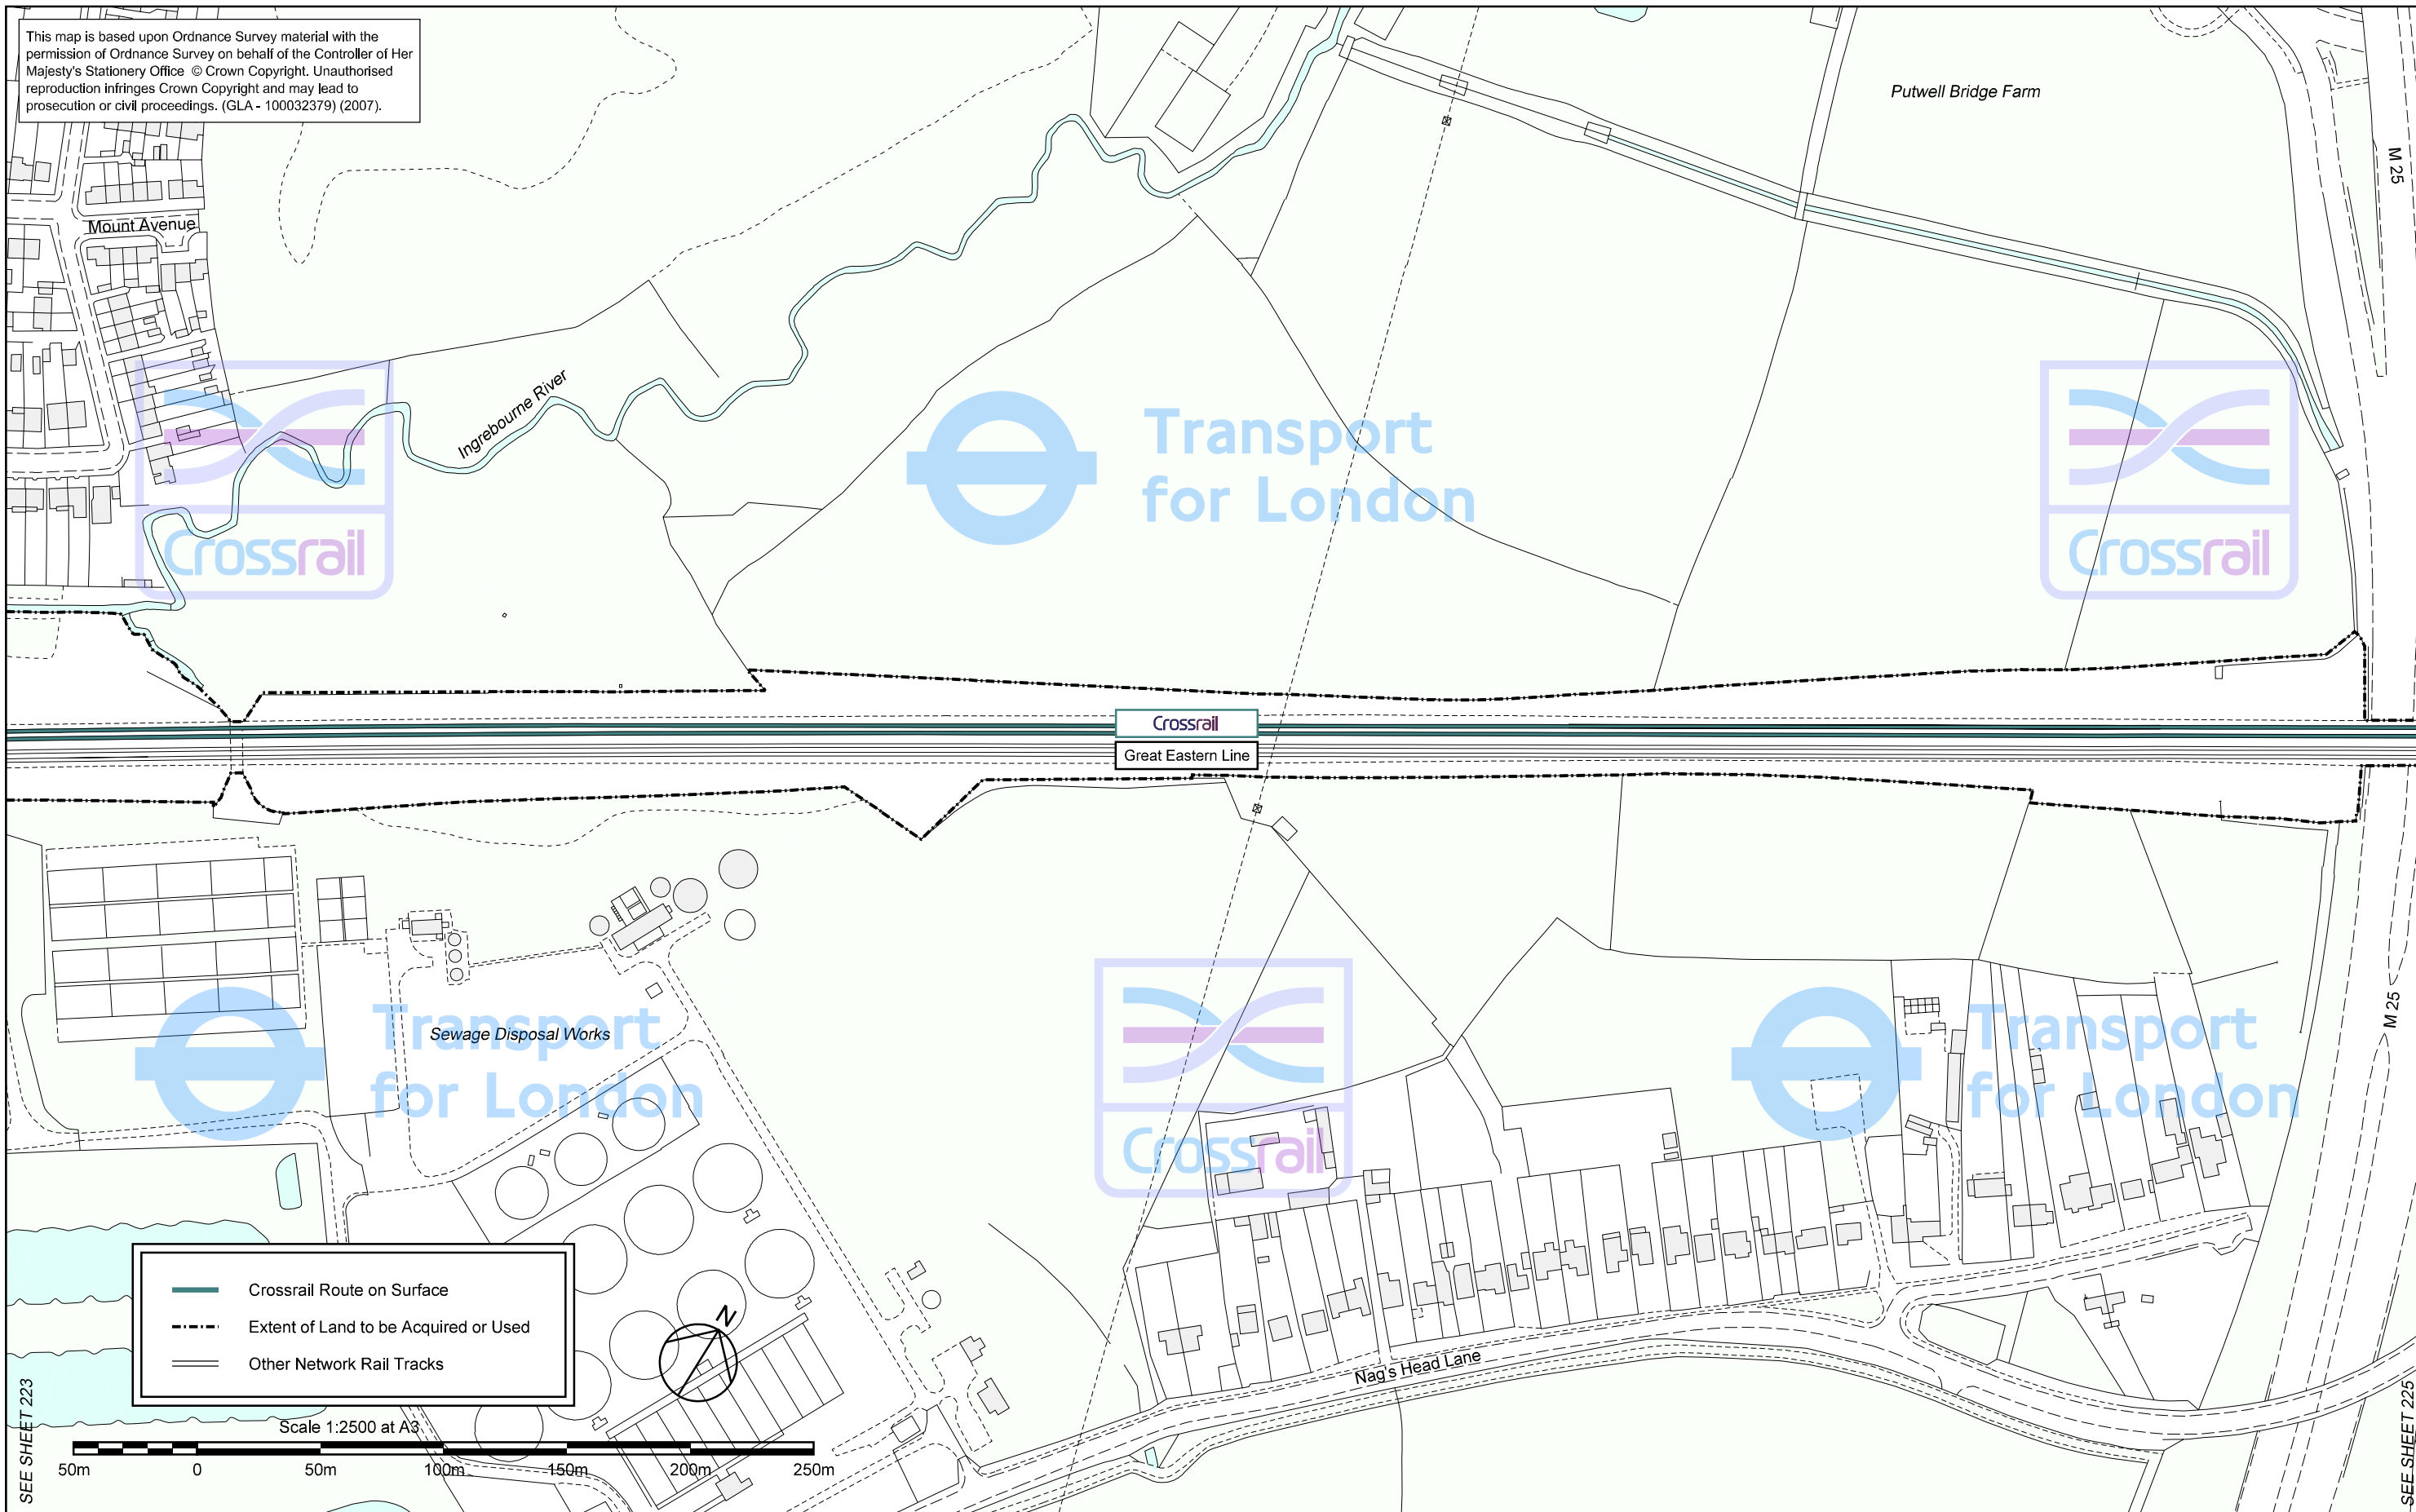 This map is based upon Ordnance Survey material with the
permission of Ordnance Survey on behalf of the Controller of Her
Majesty's Stationery Office © Crown Copyright. Unauthorised
reproduction infringes Crown Copyright and may lead to
prosecution or civil proceedings. (GLA - 100032379) (2007).
Putwell Bridge Farm
M 25
Mount Avenue
Ingrebourne River
Crossrail
Transport
for London
Crossrail
Crossrail
Great Eastern Line
Transport
for London
Sewage Disposal Works
Crossrail
Transport
for London
M 25
Nag's Head Lane
N
Crossrail Route on Surface
Extent of Land to be Acquired or Used
Other Network Rail Tracks
Scale 1:2500 at A3
50m 0 50m 100m 150m 200m 250m
SEE SHEET 223
SEE SHEET 225